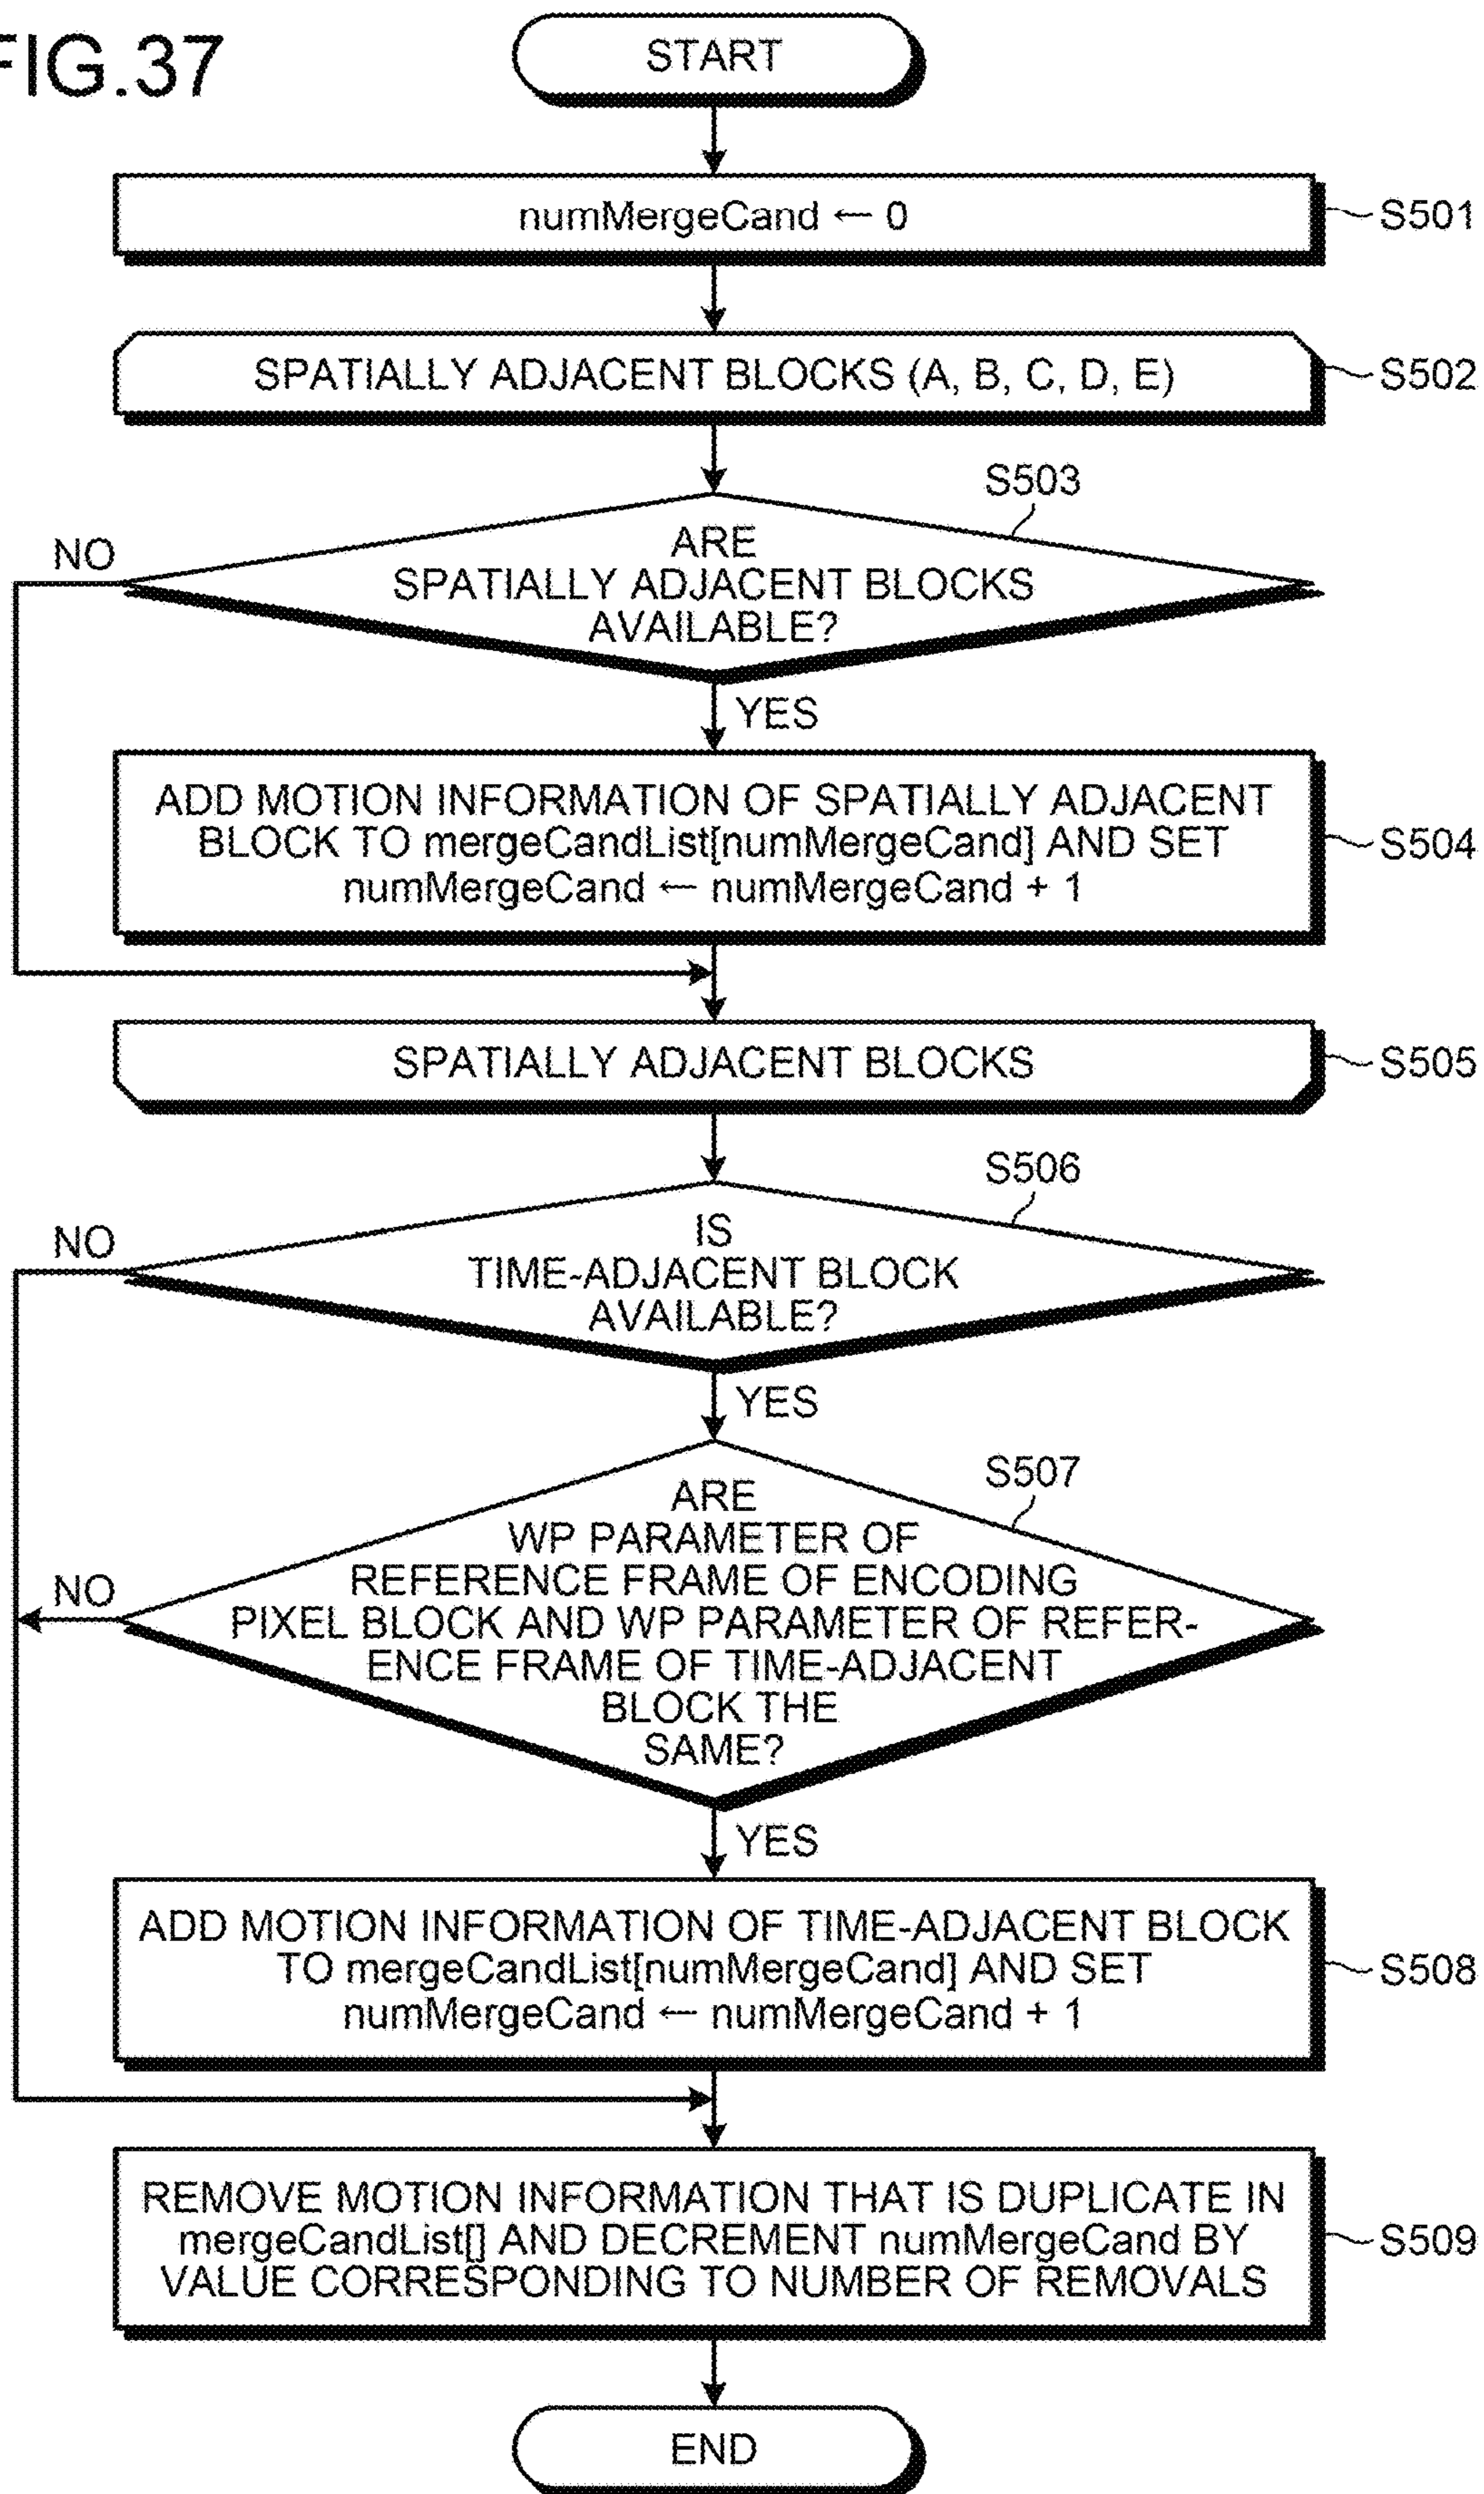 FIG.37
START
numMergeCand ← 0
S501
SPATIALLY ADJACENT BLOCKS (A, B, C, D, E)
S502
S503
ARE
SPATIALLY ADJACENT BLOCKS
AVAILABLE?
NO
YES
ADD MOTION INFORMATION OF SPATIALLY ADJACENT
BLOCK TO mergeCandList[numMergeCand] AND SET
numMergeCand ← numMergeCand + 1
S504
SPATIALLY ADJACENT BLOCKS
S505
S506
IS
TIME-ADJACENT BLOCK
AVAILABLE?
NO
YES
S507
ARE
WP PARAMETER OF
REFERENCE FRAME OF ENCODING
PIXEL BLOCK AND WP PARAMETER OF REFER-
ENCE FRAME OF TIME-ADJACENT
BLOCK THE
SAME?
NO
YES
ADD MOTION INFORMATION OF TIME-ADJACENT BLOCK
TO mergeCandList[numMergeCand] AND SET
numMergeCand ← numMergeCand + 1
S508
REMOVE MOTION INFORMATION THAT IS DUPLICATE IN
mergeCandList[] AND DECREMENT numMergeCand BY
VALUE CORRESPONDING TO NUMBER OF REMOVALS
S509
END